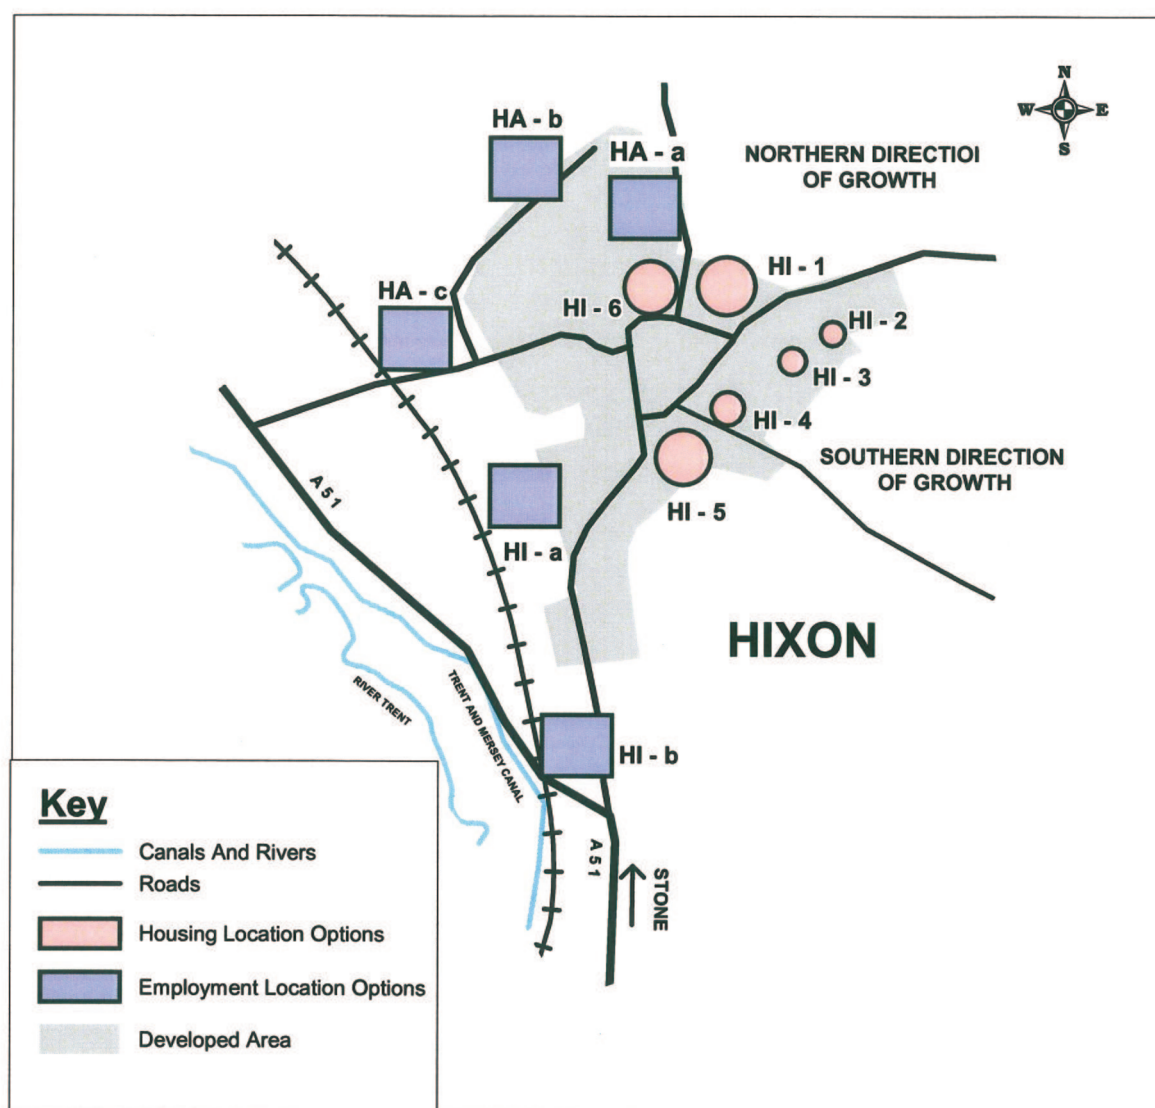 N
W E
S
HA - b
HA - a
NORTHERN DIRECTIOI
OF GROWTH
HI - 1
HA - c
HI - 6
HI - 2
HI - 3
HI - 4
SOUTHERN DIRECTION
OF GROWTH
A 51
HI - 5
HI - a
HIXON
RIVER TRENT
TRENT AND MERSEY CANAL
HI - b
A 51
STONE
Key
Canals And Rivers
Roads
Housing Location Options
Employment Location Options
Developed Area